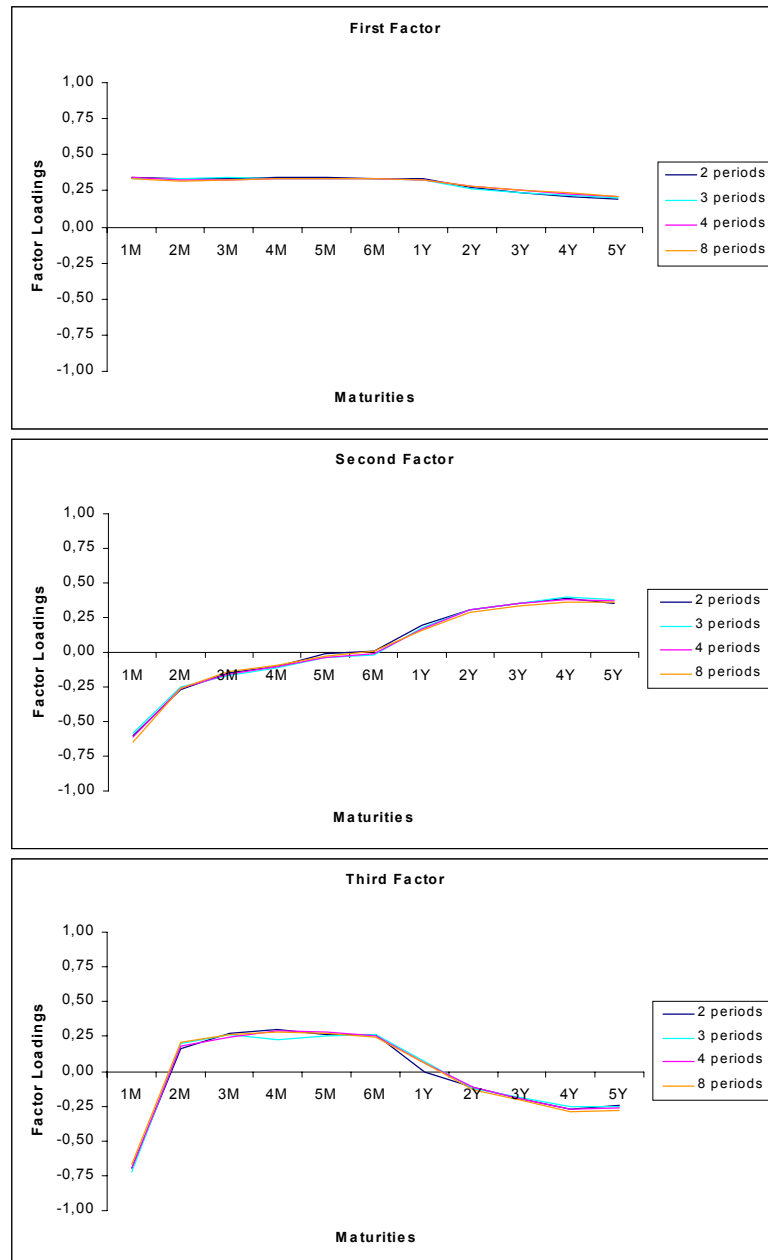 First Factor
1,00
0,75
0,50
0,25
0,00
-0,25
-0,50
-0,75
-1,00
Factor Loadings
1M 2M 3M 4M 5M 6M 1Y 2Y 3Y 4Y 5Y
Maturities
2 periods
3 periods
4 periods
8 periods
Second Factor
1,00
0,75
0,50
0,25
0,00
-0,25
-0,50
-0,75
-1,00
Factor Loadings
1M 2M 3M 4M 5M 6M 1Y 2Y 3Y 4Y 5Y
Maturities
2 periods
3 periods
4 periods
8 periods
Third Factor
1,00
0,75
0,50
0,25
0,00
-0,25
-0,50
-0,75
-1,00
Factor Loadings
1M 2M 3M 4M 5M 6M 1Y 2Y 3Y 4Y 5Y
Maturities
2 periods
3 periods
4 periods
8 periods